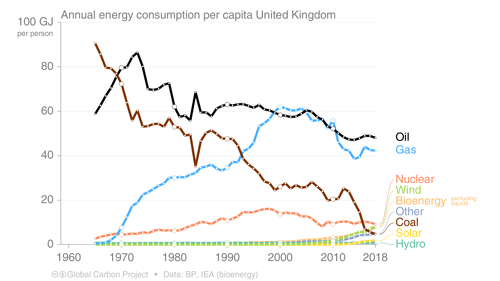 Annual energy consumption per capita United Kingdom
100 GJ
per person
80
60
40
20
0
1960
1970
1980
1990
2000
2010
2018
Oil
Gas
Nuclear
Wind
Bioenergy excluding liquids
Other
Coal
Solar
Hydro
Global Carbon Project • Data: BP, IEA (bioenergy)